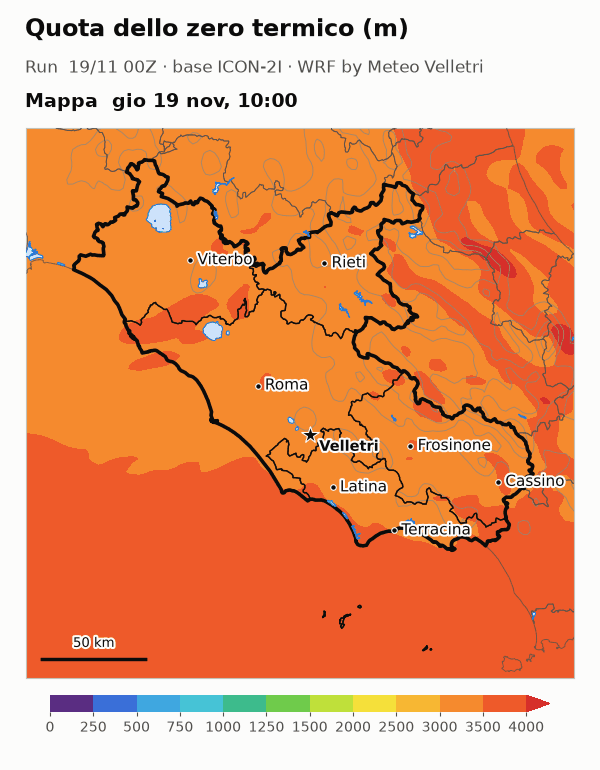 Quota dello zero termico (m)
Run  19/11 00Z · base ICON-2I · WRF by Meteo Velletri
Mappa  gio 19 nov, 10:00
Viterbo
Rieti
Roma
Velletri
Frosinone
Cassino
Latina
Terracina
50 km
0 250 500 750 1000 1250 1500 2000 2500 3000 3500 4000